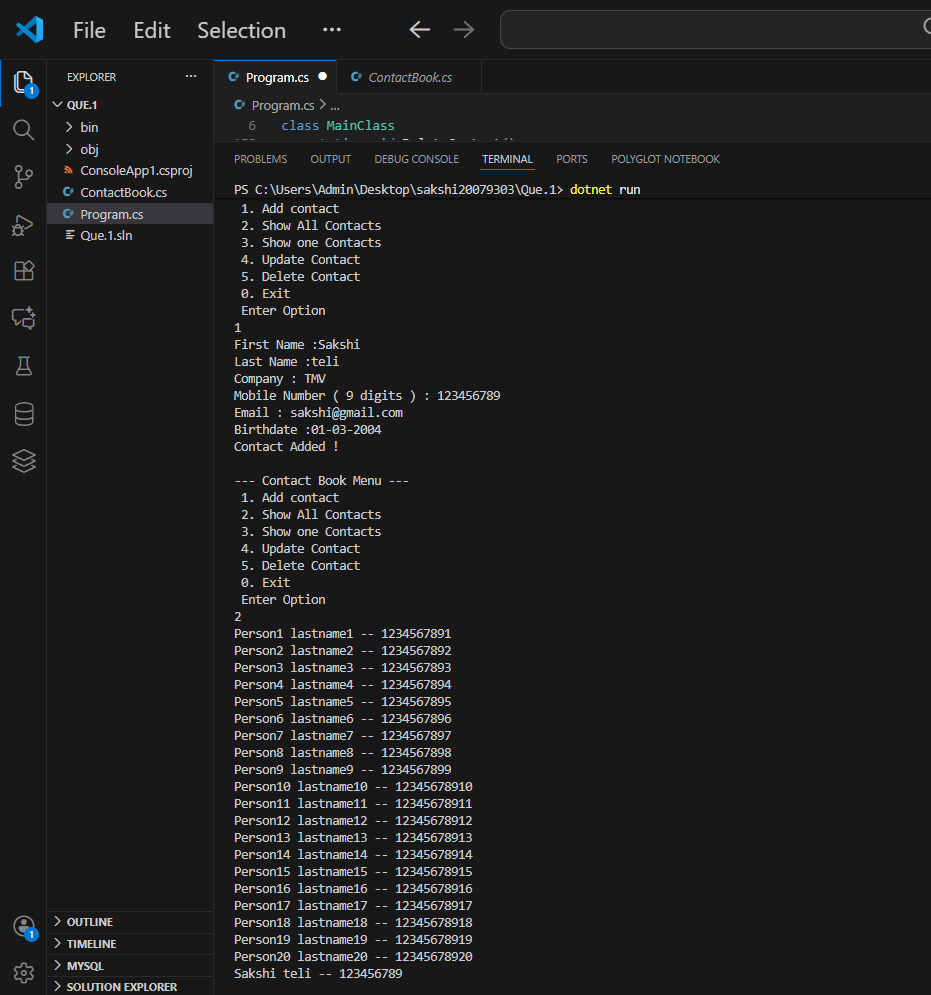 File Edit Selection ...
EXPLORER ...
QUE.1
bin
obj
ConsoleApp1.csproj
ContactBook.cs
Program.cs
Que.1.sln
OUTLINE
TIMELINE
MYSQL
SOLUTION EXPLORER
1
1
Program.cs ContactBook.cs
Program.cs > ...
6 class MainClass
PROBLEMS OUTPUT DEBUG CONSOLE TERMINAL PORTS POLYGLOT NOTEBOOK
PS C:\Users\Admin\Desktop\sakshi20079303\Que.1> dotnet run
1. Add contact
2. Show All Contacts
3. Show one Contacts
4. Update Contact
5. Delete Contact
0. Exit
Enter Option
1
First Name :Sakshi
Last Name :teli
Company : TMV
Mobile Number ( 9 digits ) : 123456789
Email : sakshi@gmail.com
Birthdate :01-03-2004
Contact Added !
--- Contact Book Menu ---
1. Add contact
2. Show All Contacts
3. Show one Contacts
4. Update Contact
5. Delete Contact
0. Exit
Enter Option
2
Person1 lastname1 -- 1234567891
Person2 lastname2 -- 1234567892
Person3 lastname3 -- 1234567893
Person4 lastname4 -- 1234567894
Person5 lastname5 -- 1234567895
Person6 lastname6 -- 1234567896
Person7 lastname7 -- 1234567897
Person8 lastname8 -- 1234567898
Person9 lastname9 -- 1234567899
Person10 lastname10 -- 12345678910
Person11 lastname11 -- 12345678911
Person12 lastname12 -- 12345678912
Person13 lastname13 -- 12345678913
Person14 lastname14 -- 12345678914
Person15 lastname15 -- 12345678915
Person16 lastname16 -- 12345678916
Person17 lastname17 -- 12345678917
Person18 lastname18 -- 12345678918
Person19 lastname19 -- 12345678919
Person20 lastname20 -- 12345678920
Sakshi teli -- 123456789